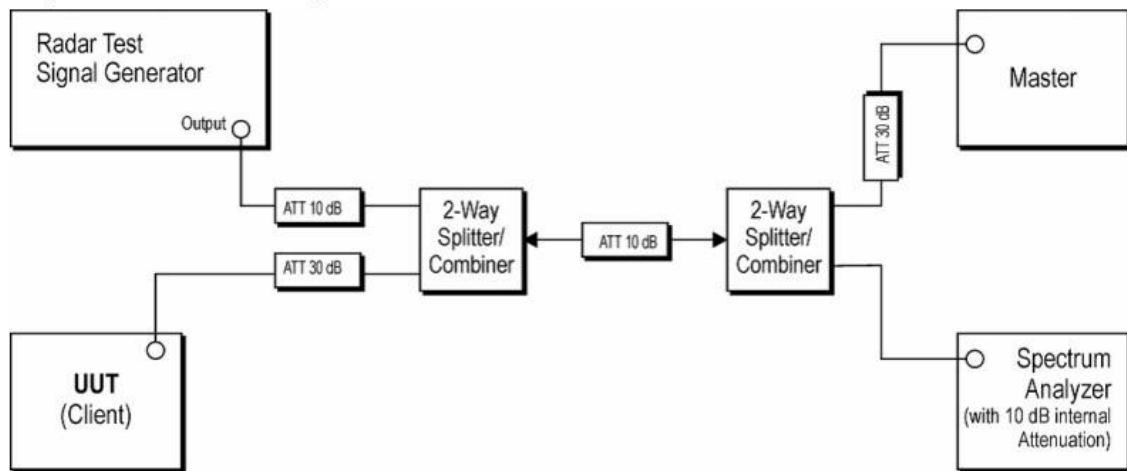 Radar Test
Signal Generator
Output
ATT 10 dB
ATT 30 dB
2-Way
Splitter/
Combiner
ATT 10 dB
2-Way
Splitter/
Combiner
ATT 30 dB
Master
UUT
(Client)
Spectrum
Analyzer
(with 10 dB internal
Attenuation)